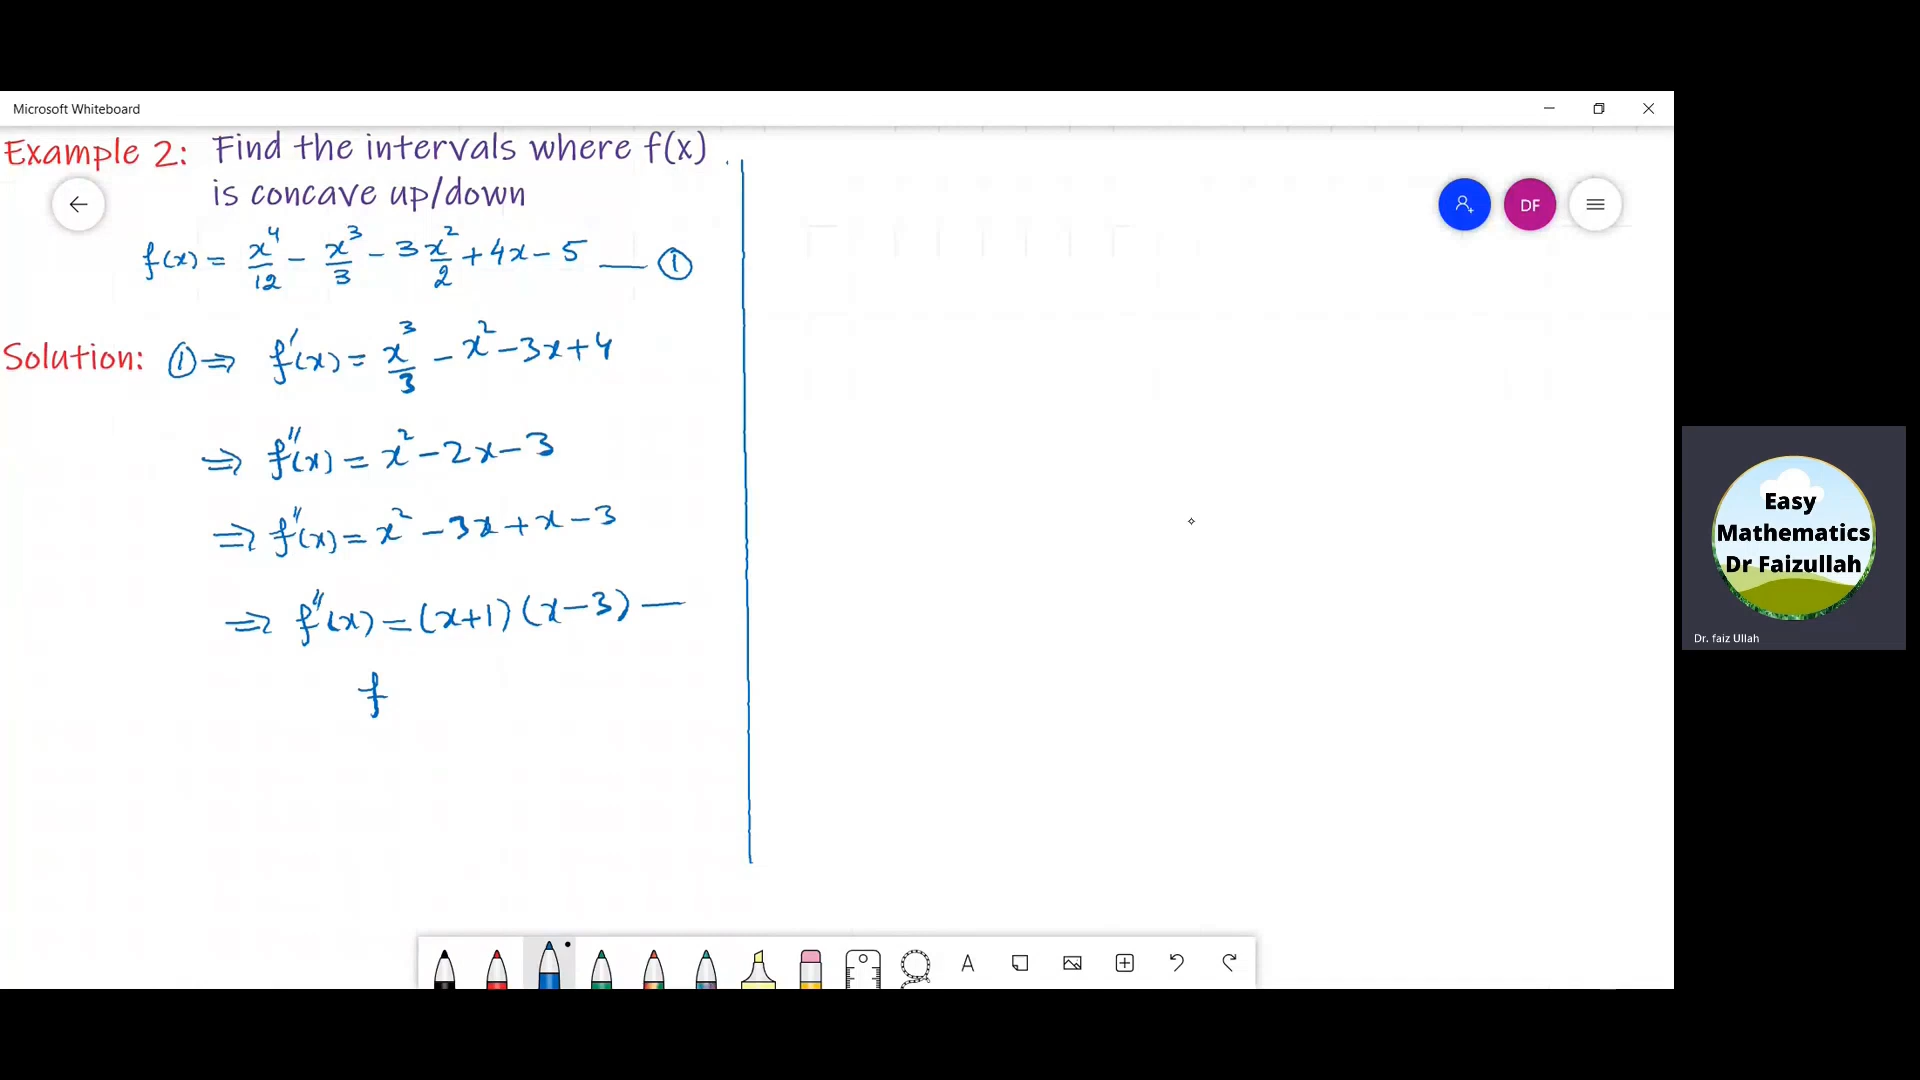 Microsoft Whiteboard
Example 2: Find the intervals where f(x)
is concave up/down
f(x) = x⁴/12 - x³/3 - 3x²/2 + 4x - 5 — ①
Solution: ① ⇒ f'(x) = x³/3 - x² - 3x + 4
⇒ f''(x) = x² - 2x - 3
⇒ f''(x) = x² - 3x + x - 3
⇒ f''(x) = (x+1)(x-3) —
f
DF
Easy
Mathematics
Dr Faizullah
Dr. faiz Ullah
A